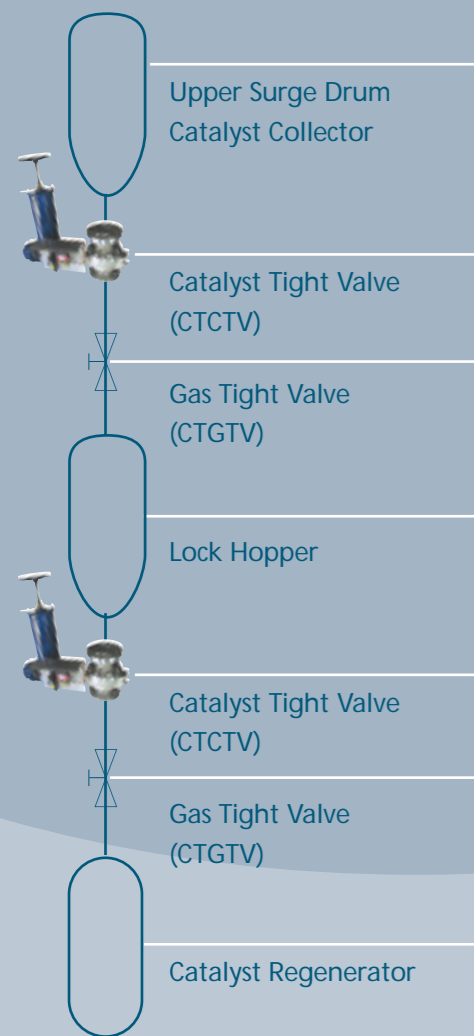 Upper Surge Drum
Catalyst Collector
Catalyst Tight Valve
(CTCTV)
Gas Tight Valve
(CTGTV)
Lock Hopper
Catalyst Tight Valve
(CTCTV)
Gas Tight Valve
(CTGTV)
Catalyst Regenerator